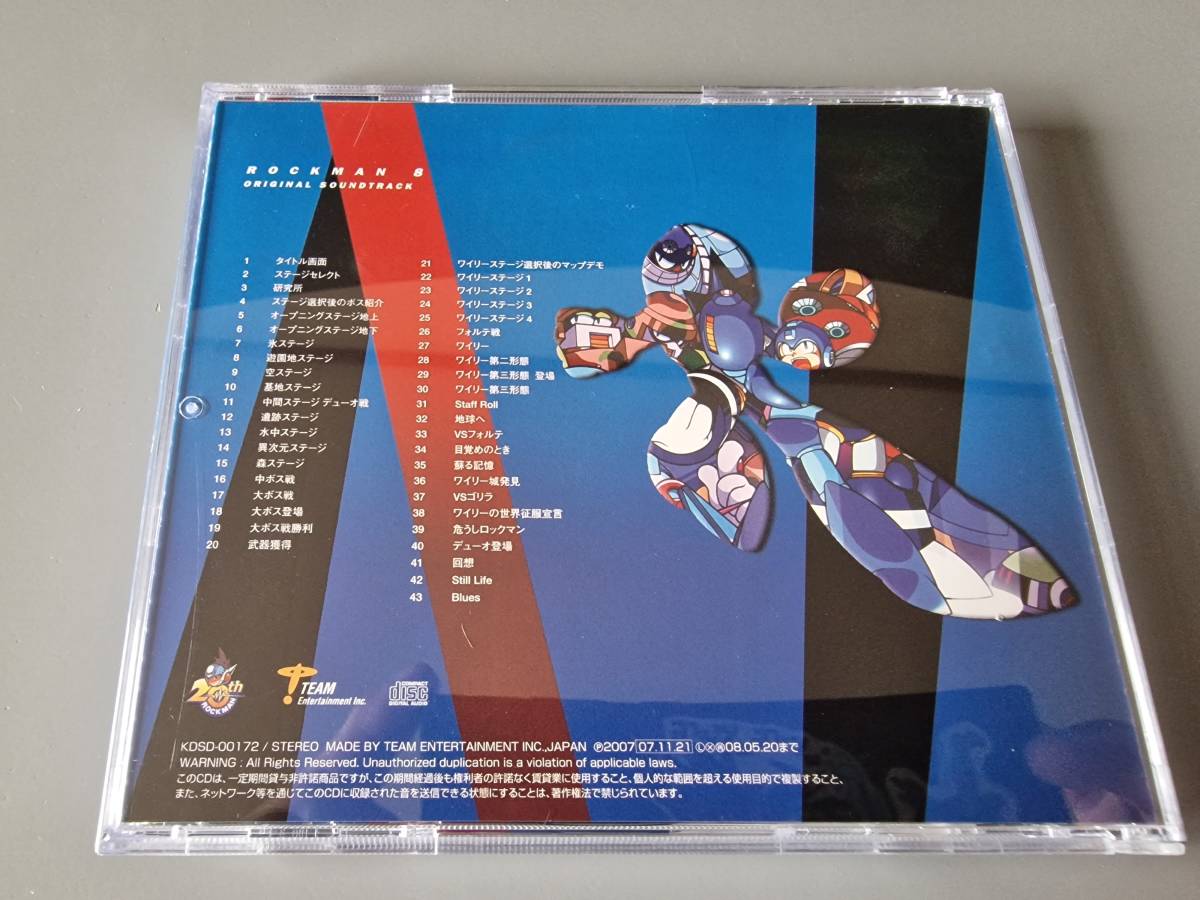 ROCKMAN 8
ORIGINAL SOUNDTRACK
1 タイトル画面
2 ステージセレクト
3 研究所
4 ステージ選択後のボス紹介
5 オープニングステージ地上
6 オープニングステージ地下
7 氷ステージ
8 遊園地ステージ
9 空ステージ
10 基地ステージ
11 中間ステージ デューオ戦
12 遺跡ステージ
13 水中ステージ
14 異次元ステージ
15 森ステージ
16 中ボス戦
17 大ボス戦
18 大ボス登場
19 大ボス戦勝利
20 武器獲得
21 ワイリーステージ選択後のマップデモ
22 ワイリーステージ1
23 ワイリーステージ2
24 ワイリーステージ3
25 ワイリーステージ4
26 フォルテ戦
27 ワイリー
28 ワイリー第二形態
29 ワイリー第三形態 登場
30 ワイリー第三形態
31 Staff Roll
32 地球へ
33 VSフォルテ
34 目覚めのとき
35 蘇る記憶
36 ワイリー城発見
37 VSゴリラ
38 ワイリーの世界征服宣言
39 危うしロックマン
40 デューオ登場
41 回想
42 Still Life
43 Blues
20th
ROCKMAN
TEAM
Entertainment Inc.
COMPACT
disc
DIGITAL AUDIO
KDSD-00172 / STEREO MADE BY TEAM ENTERTAINMENT INC.,JAPAN Ⓟ2007 07.11.21 Ⓛ Ⓧ ㊙08.05.20まで
WARNING : All Rights Reserved. Unauthorized duplication is a violation of applicable laws.
このCDは、一定期間貸与非許諾商品ですが、この期間経過後も権利者の許諾なく賃貸業に使用すること、個人的な範囲を超える使用目的で複製すること、
また、ネットワーク等を通じてこのCDに収録された音を送信できる状態にすることは、著作権法で禁じられています。